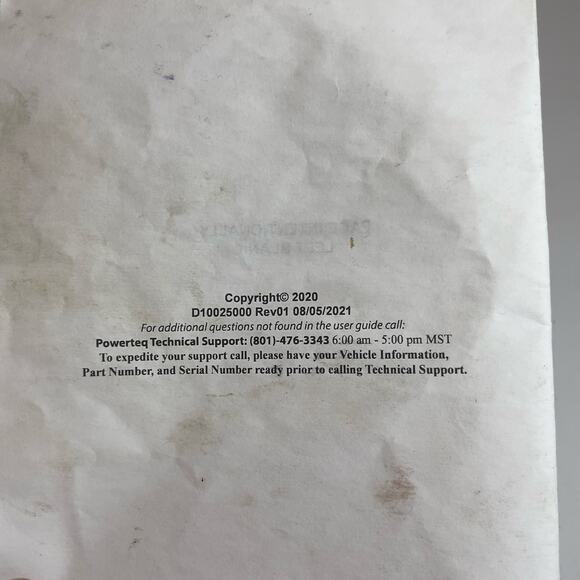 Copyright© 2020
D10025000 Rev01 08/05/2021
For additional questions not found in the user guide call:
Powerteq Technical Support: (801)-476-3343 6:00 am - 5:00 pm MST
To expedite your support call, please have your Vehicle Information,
Part Number, and Serial Number ready prior to calling Technical Support.